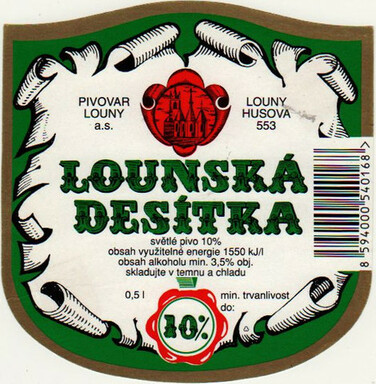 PIVOVAR
LOUNY
a.s.
LOUNY
HUSOVA
553
LOUNSKÁ
DESÍTKA
světlé pivo 10%
obsah využitelné energie 1550 kJ/l
obsah alkoholu min. 3,5% obj.
skladujte v temnu a chladu
0,5 l
min. trvanlivost
do:
10%
8 594000 540168 >